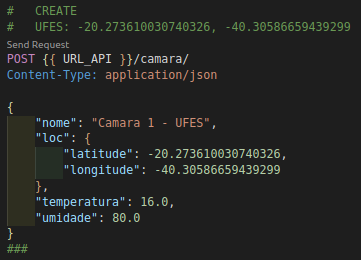 #   CREATE
#   UFES: -20.273610030740326, -40.30586659439299
Send Request
POST {{ URL_API }}/camara/
Content-Type: application/json

{
    "nome": "Camara 1 - UFES",
    "loc": {
        "latitude": -20.273610030740326,
        "longitude": -40.30586659439299
    },
    "temperatura": 16.0,
    "umidade": 80.0
}
###